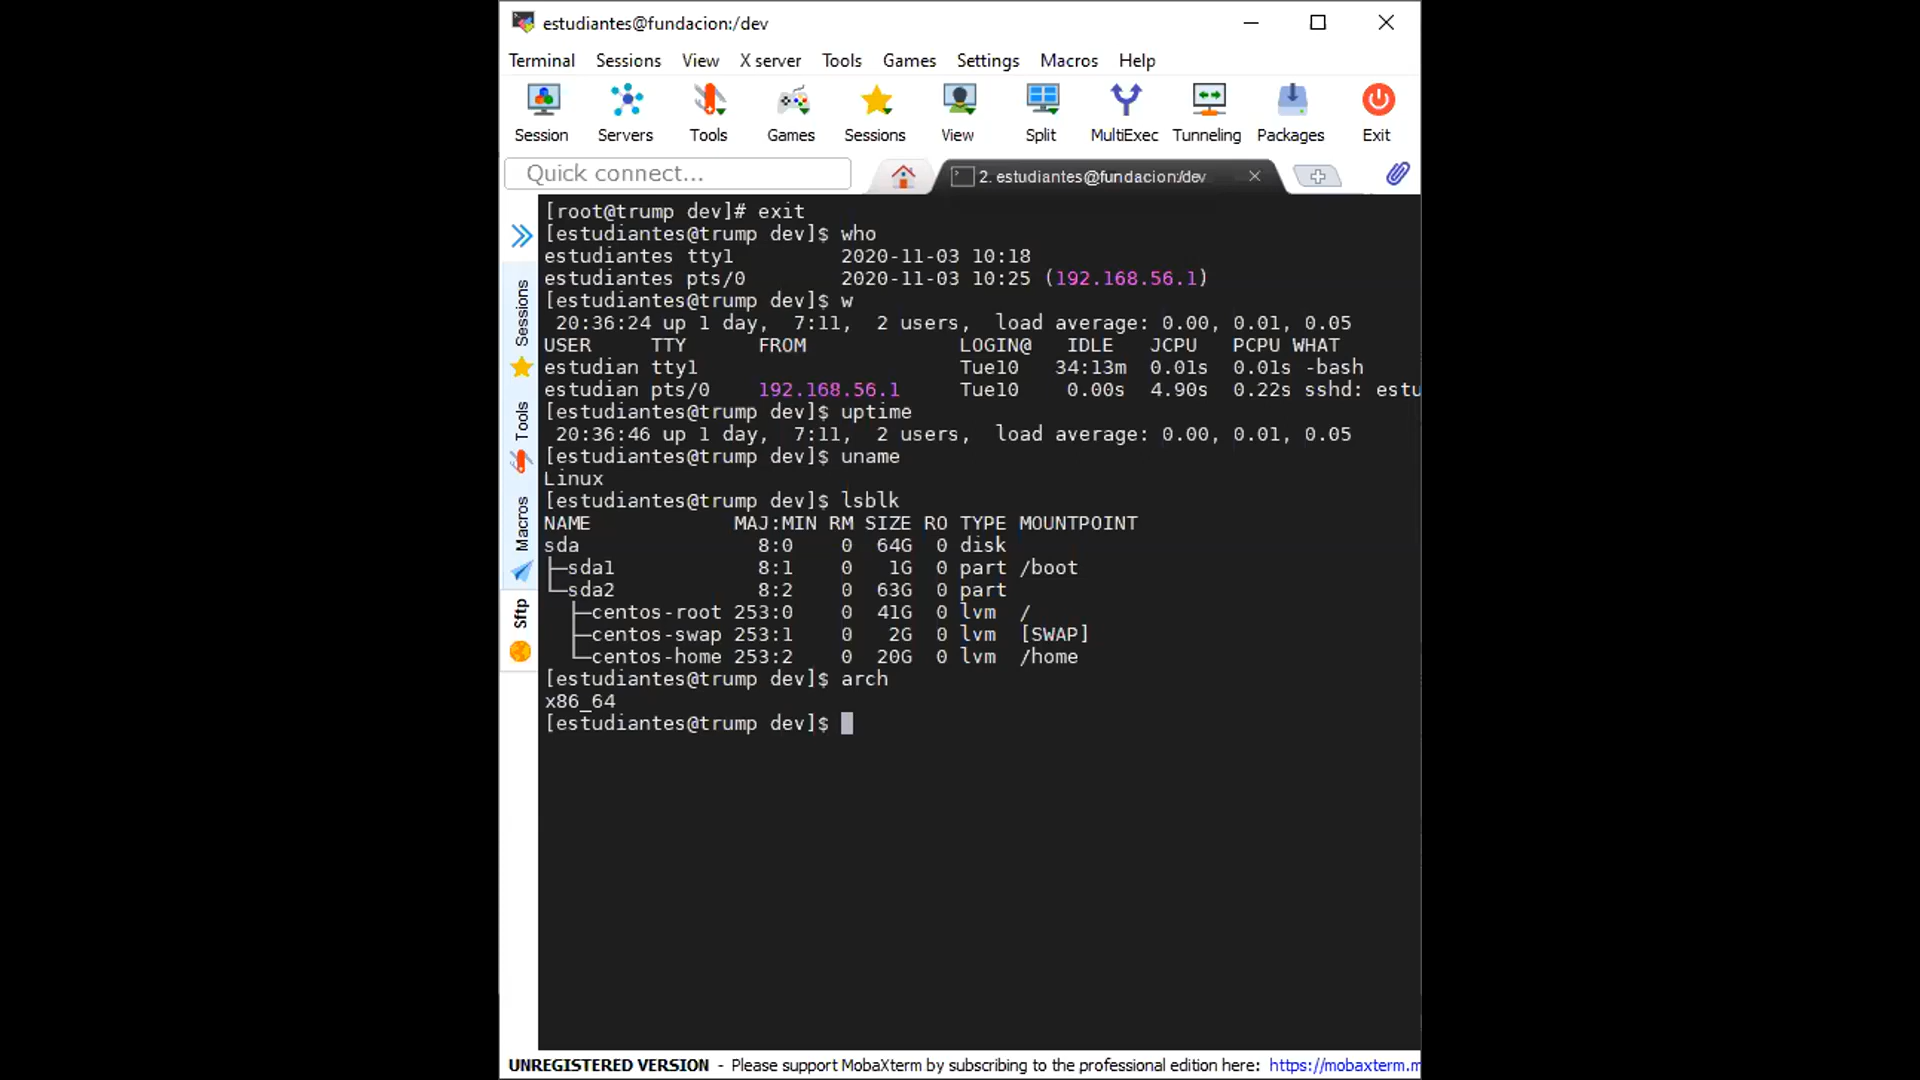 estudiantes@fundacion:/dev
Terminal Sessions View X server Tools Games Settings Macros Help
Session Servers Tools Games Sessions View Split MultiExec Tunneling Packages Exit
Quick connect... 2. estudiantes@fundacion:/dev
[root@trump dev]# exit
[estudiantes@trump dev]$ who
estudiantes tty1         2020-11-03 10:18
estudiantes pts/0        2020-11-03 10:25 (192.168.56.1)
[estudiantes@trump dev]$ w
 20:36:24 up 1 day,  7:11,  2 users,  load average: 0.00, 0.01, 0.05
USER     TTY      FROM             LOGIN@   IDLE   JCPU   PCPU WHAT
estudian tty1                      Tue10   34:13m  0.01s  0.01s -bash
estudian pts/0    192.168.56.1     Tue10    0.00s  4.90s  0.22s sshd: estu
[estudiantes@trump dev]$ uptime
 20:36:46 up 1 day,  7:11,  2 users,  load average: 0.00, 0.01, 0.05
[estudiantes@trump dev]$ uname
Linux
[estudiantes@trump dev]$ lsblk
NAME            MAJ:MIN RM SIZE RO TYPE MOUNTPOINT
sda               8:0    0  64G  0 disk
├─sda1            8:1    0   1G  0 part /boot
└─sda2            8:2    0  63G  0 part
  ├─centos-root 253:0    0  41G  0 lvm  /
  ├─centos-swap 253:1    0   2G  0 lvm  [SWAP]
  └─centos-home 253:2    0  20G  0 lvm  /home
[estudiantes@trump dev]$ arch
x86_64
[estudiantes@trump dev]$
Sessions
Tools
Macros
Sftp
UNREGISTERED VERSION - Please support MobaXterm by subscribing to the professional edition here: https://mobaxterm.m